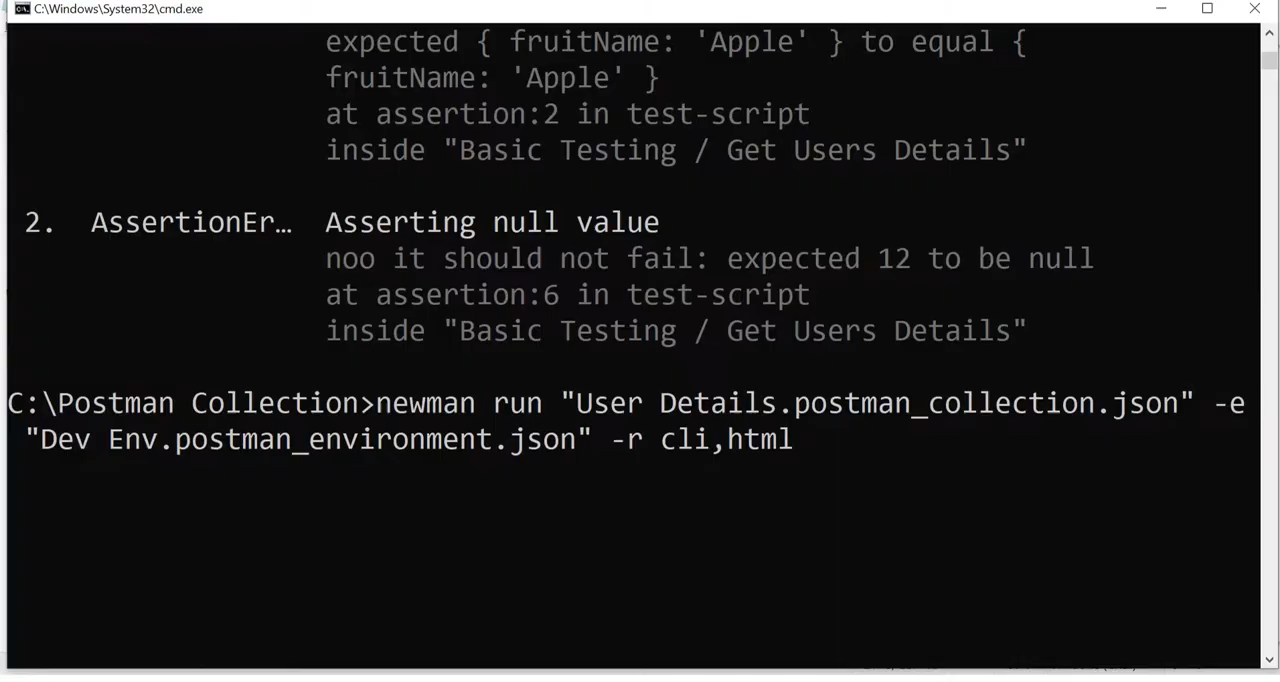 C:\Windows\System32\cmd.exe
expected { fruitName: 'Apple' } to equal {
fruitName: 'Apple' }
at assertion:2 in test-script
inside "Basic Testing / Get Users Details"
2. AssertionEr… Asserting null value
noo it should not fail: expected 12 to be null
at assertion:6 in test-script
inside "Basic Testing / Get Users Details"
C:\Postman Collection>newman run "User Details.postman_collection.json" -e
"Dev Env.postman_environment.json" -r cli,html